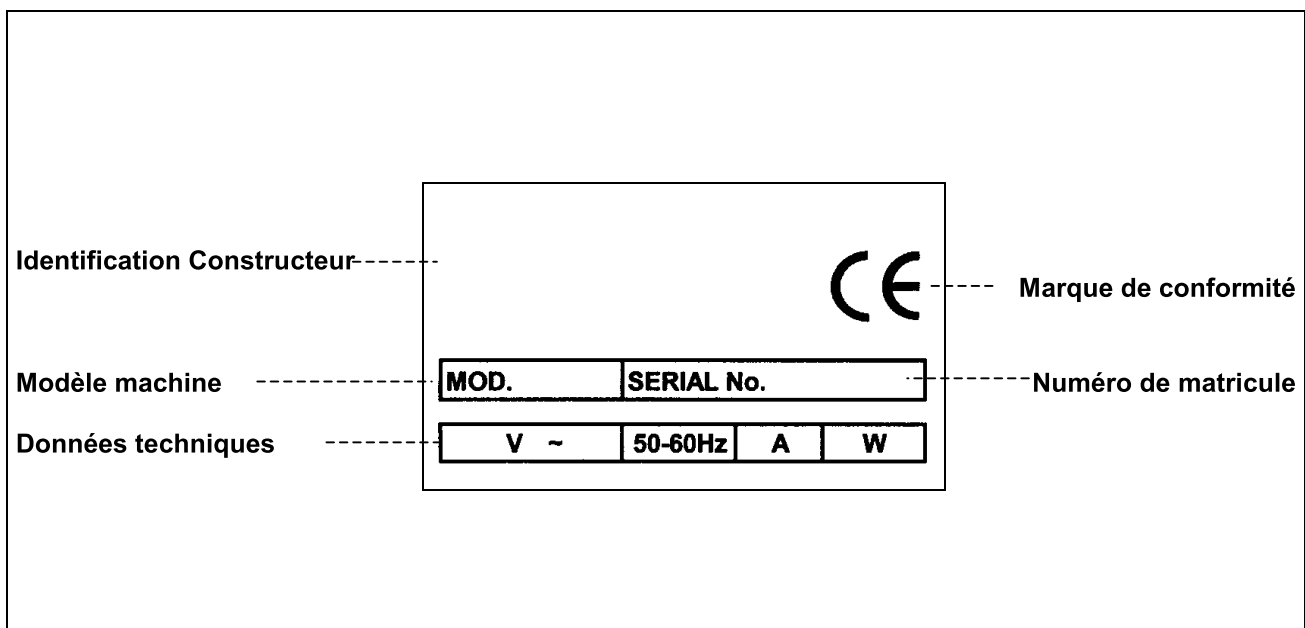 Identification Constructeur
CE
Marque de conformité
Modèle machine
MOD.
SERIAL No.
Numéro de matricule
Données techniques
V ~
50-60Hz
A
W